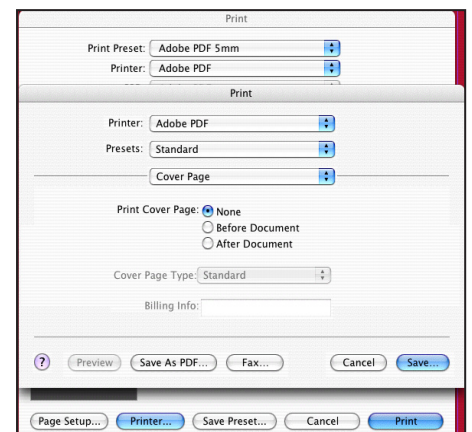 Print
Print Preset: Adobe PDF 5mm
Printer: Adobe PDF
Print
Printer: Adobe PDF
Presets: Standard
Cover Page
Print Cover Page: None
Before Document
After Document
Cover Page Type: Standard
Billing Info:
? Preview Save As PDF... Fax... Cancel Save...
Page Setup... Printer... Save Preset... Cancel Print